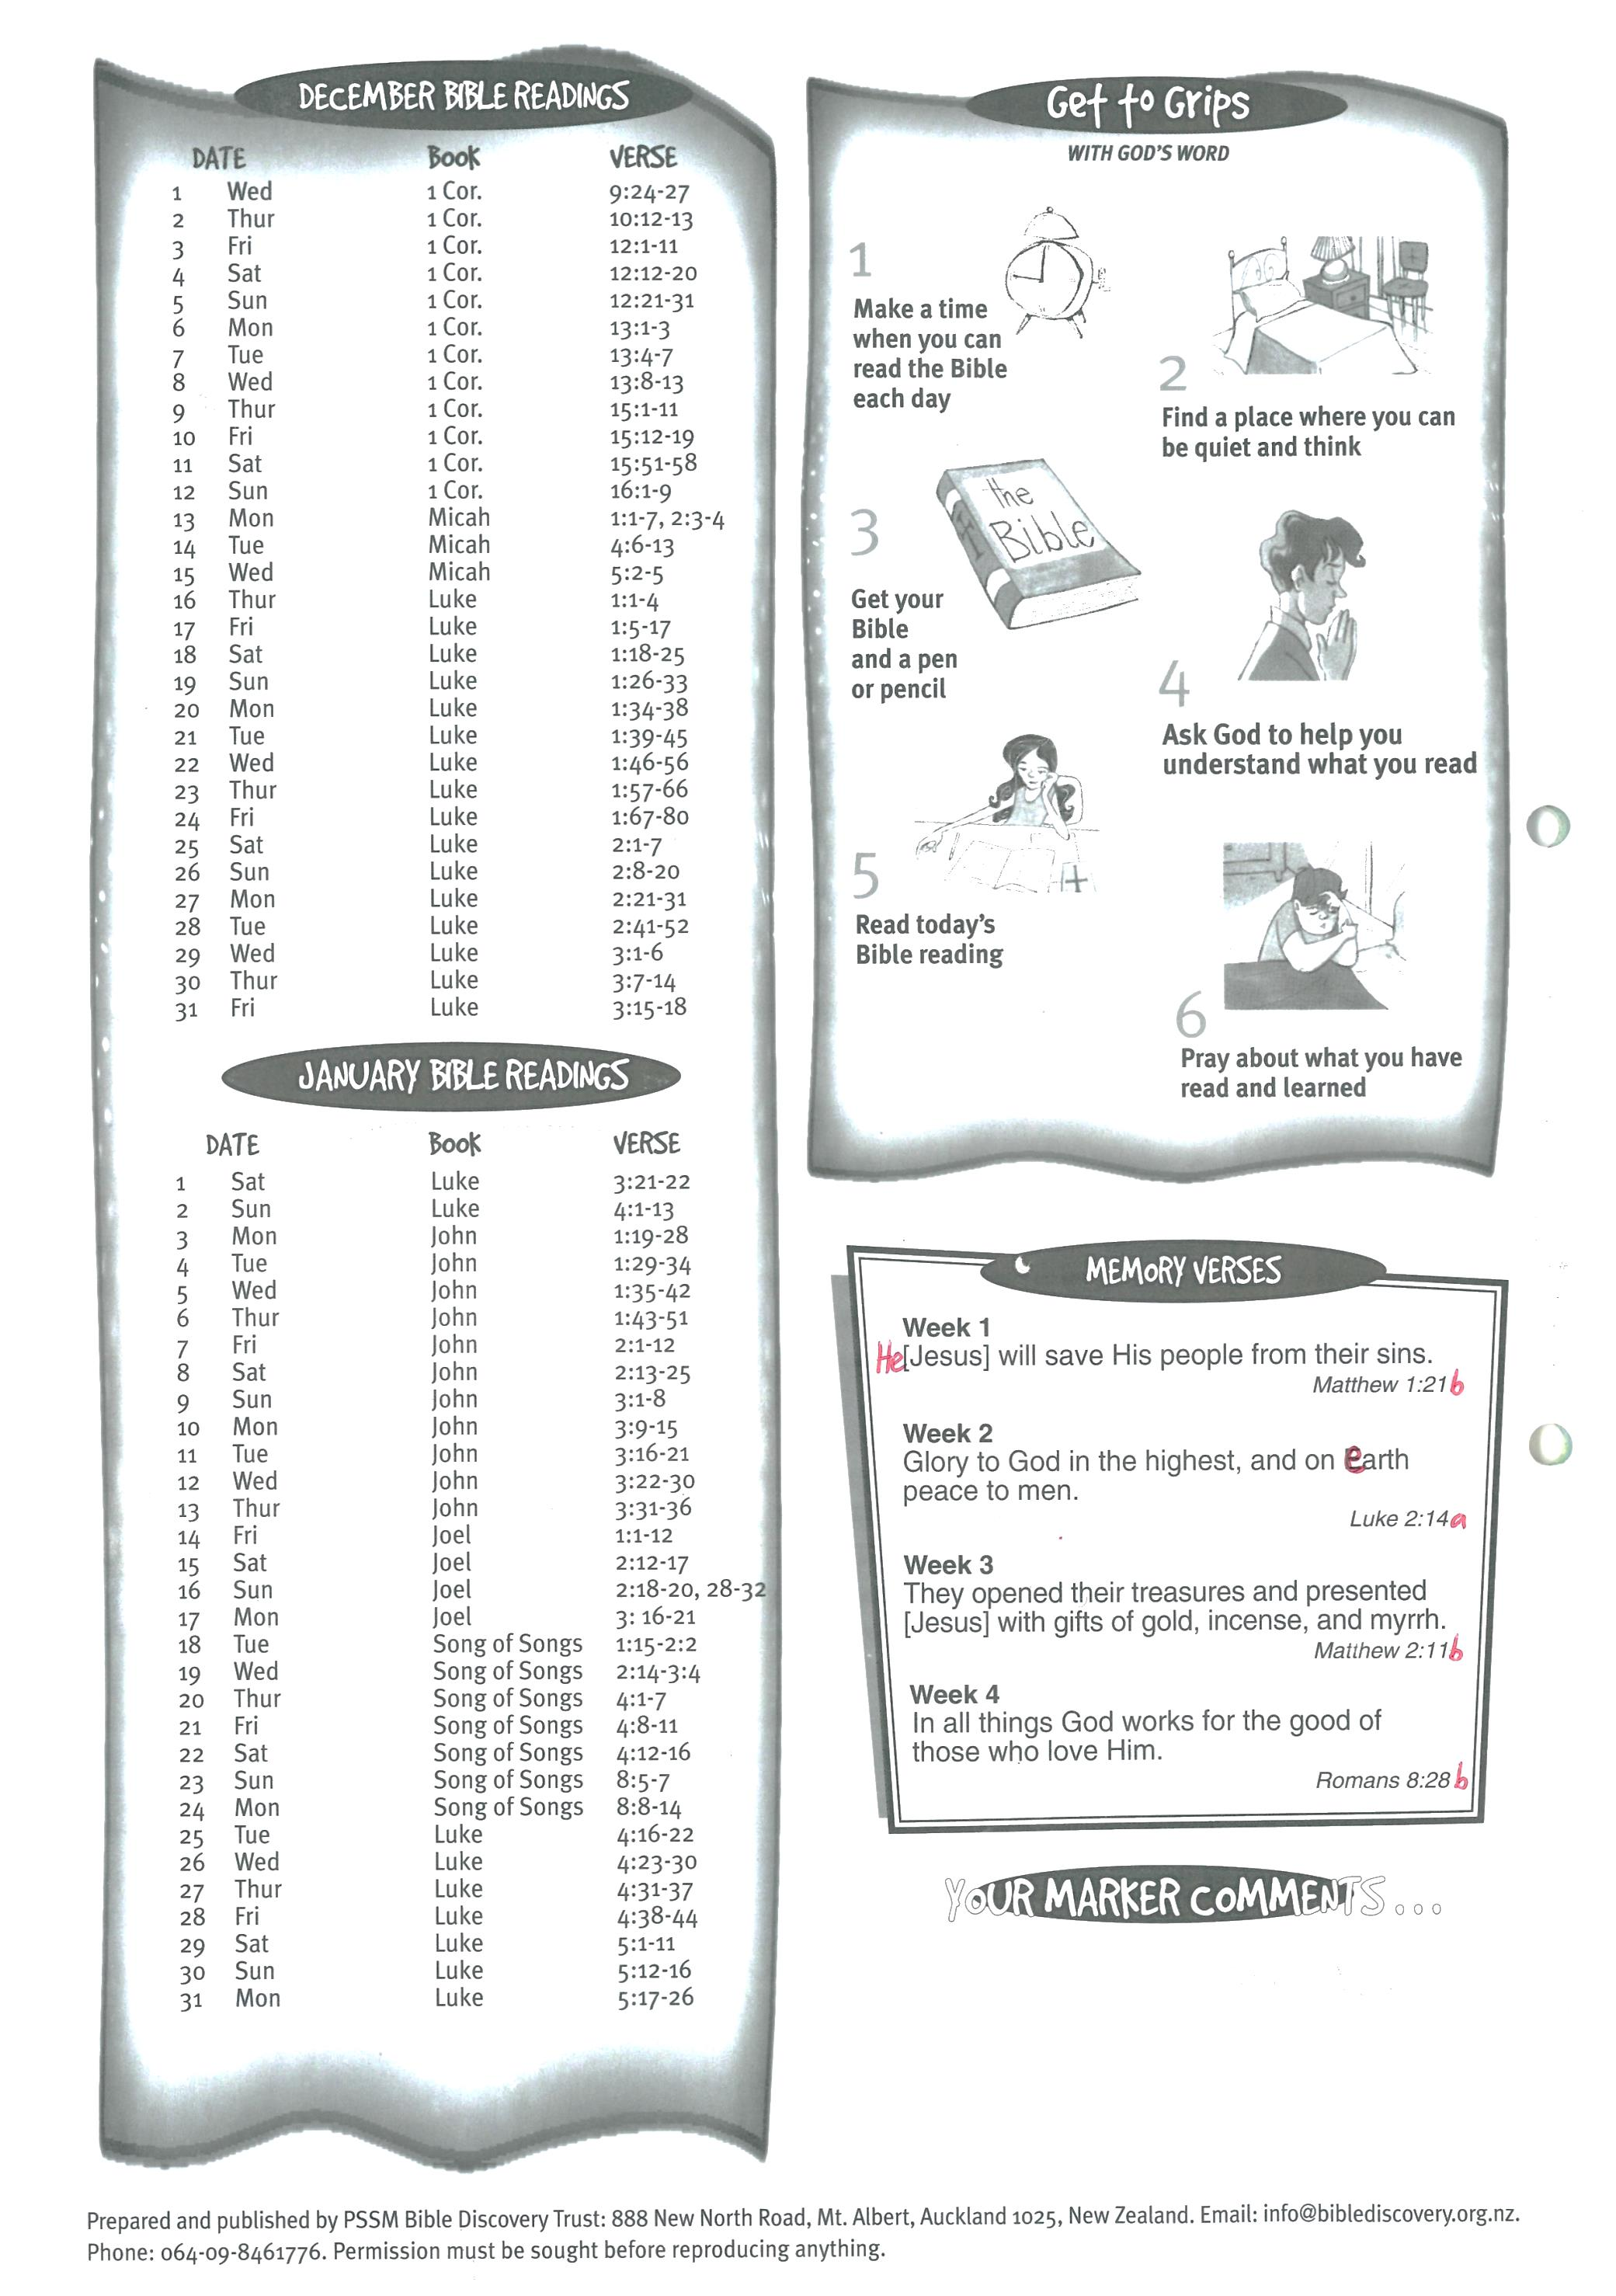 DECEMBER BIBLE READINGS
DATE Book VERSE
1 Wed 1 Cor. 9:24-27
2 Thur 1 Cor. 10:12-13
3 Fri 1 Cor. 12:1-11
4 Sat 1 Cor. 12:12-20
5 Sun 1 Cor. 12:21-31
6 Mon 1 Cor. 13:1-3
7 Tue 1 Cor. 13:4-7
8 Wed 1 Cor. 13:8-13
9 Thur 1 Cor. 15:1-11
10 Fri 1 Cor. 15:12-19
11 Sat 1 Cor. 15:51-58
12 Sun 1 Cor. 16:1-9
13 Mon Micah 1:1-7, 2:3-4
14 Tue Micah 4:6-13
15 Wed Micah 5:2-5
16 Thur Luke 1:1-4
17 Fri Luke 1:5-17
18 Sat Luke 1:18-25
19 Sun Luke 1:26-33
20 Mon Luke 1:34-38
21 Tue Luke 1:39-45
22 Wed Luke 1:46-56
23 Thur Luke 1:57-66
24 Fri Luke 1:67-80
25 Sat Luke 2:1-7
26 Sun Luke 2:8-20
27 Mon Luke 2:21-31
28 Tue Luke 2:41-52
29 Wed Luke 3:1-6
30 Thur Luke 3:7-14
31 Fri Luke 3:15-18
JANUARY BIBLE READINGS
DATE Book VERSE
1 Sat Luke 3:21-22
2 Sun Luke 4:1-13
3 Mon John 1:19-28
4 Tue John 1:29-34
5 Wed John 1:35-42
6 Thur John 1:43-51
7 Fri John 2:1-12
8 Sat John 2:13-25
9 Sun John 3:1-8
10 Mon John 3:9-15
11 Tue John 3:16-21
12 Wed John 3:22-30
13 Thur John 3:31-36
14 Fri Joel 1:1-12
15 Sat Joel 2:12-17
16 Sun Joel 2:18-20, 28-32
17 Mon Joel 3: 16-21
18 Tue Song of Songs 1:15-2:2
19 Wed Song of Songs 2:14-3:4
20 Thur Song of Songs 4:1-7
21 Fri Song of Songs 4:8-11
22 Sat Song of Songs 4:12-16
23 Sun Song of Songs 8:5-7
24 Mon Song of Songs 8:8-14
25 Tue Luke 4:16-22
26 Wed Luke 4:23-30
27 Thur Luke 4:31-37
28 Fri Luke 4:38-44
29 Sat Luke 5:1-11
30 Sun Luke 5:12-16
31 Mon Luke 5:17-26
Get to Grips
WITH GOD'S WORD
1
Make a time
when you can
read the Bible
each day
2
Find a place where you can
be quiet and think
the
Bible
3
Get your
Bible
and a pen
or pencil
4
Ask God to help you
understand what you read
5
Read today's
Bible reading
6
Pray about what you have
read and learned
MEMORY VERSES
Week 1
He[Jesus] will save His people from their sins.
Matthew 1:21b
Week 2
Glory to God in the highest, and on earth
peace to men.
Luke 2:14a
Week 3
They opened their treasures and presented
[Jesus] with gifts of gold, incense, and myrrh.
Matthew 2:11b
Week 4
In all things God works for the good of
those who love Him.
Romans 8:28b
YOUR MARKER COMMENTS...
Prepared and published by PSSM Bible Discovery Trust: 888 New North Road, Mt. Albert, Auckland 1025, New Zealand. Email: info@biblediscovery.org.nz.
Phone: 064-09-8461776. Permission must be sought before reproducing anything.